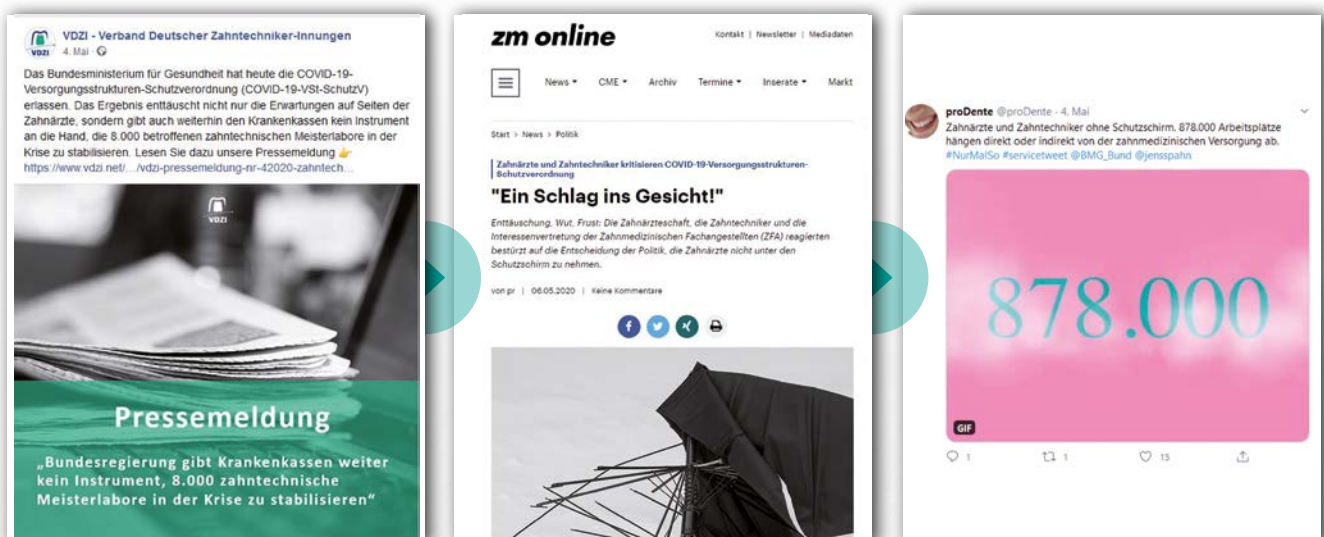 VDZI - Verband Deutscher Zahntechniker-Innungen
4. Mai
VDZI
Das Bundesministerium für Gesundheit hat heute die COVID-19-
Versorgungsstrukturen-Schutzverordnung (COVID-19-VSt-SchutzV)
erlassen. Das Ergebnis enttäuscht nicht nur die Erwartungen auf Seiten der
Zahnärzte, sondern gibt auch weiterhin den Krankenkassen kein Instrument
an die Hand, die 8.000 betroffenen zahntechnischen Meisterlabore in der
Krise zu stabilisieren. Lesen Sie dazu unsere Pressemeldung 👉
https://www.vdzi.net/.../vdzi-pressemeldung-nr-42020-zahntech...
VDZI
Pressemeldung
„Bundesregierung gibt Krankenkassen weiter
kein Instrument, 8.000 zahntechnische
Meisterlabore in der Krise zu stabilisieren“
zm online
Kontakt | Newsletter | Mediadaten
News CME Archiv Termine Inserate Markt
Start > News > Politik
Zahnärzte und Zahntechniker kritisieren COVID-19-Versorgungsstrukturen-
Schutzverordnung
"Ein Schlag ins Gesicht!"
Enttäuschung, Wut, Frust: Die Zahnärzteschaft, die Zahntechniker und die
Interessenvertretung der Zahnmedizinischen Fachangestellten (ZFA) reagierten
bestürzt auf die Entscheidung der Politik, die Zahnärzte nicht unter den
Schutzschirm zu nehmen.
von pr | 06.05.2020 | Keine Kommentare
proDente @proDente · 4. Mai
Zahnärzte und Zahntechniker ohne Schutzschirm. 878.000 Arbeitsplätze
hängen direkt oder indirekt von der zahnmedizinischen Versorgung ab.
#NurMalSo #servicetweet @BMG_Bund @jensspahn
878.000
GIF
1 1 13